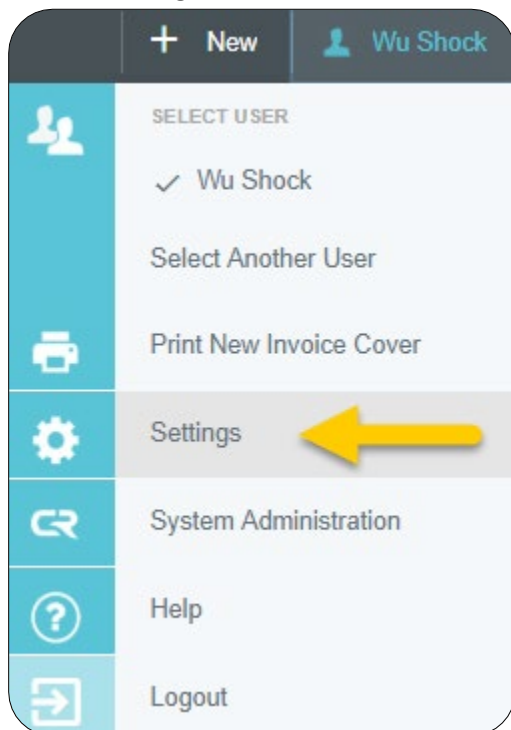 + New Wu Shock
SELECT USER
Wu Shock
Select Another User
Print New Invoice Cover
Settings
CR System Administration
? Help
Logout